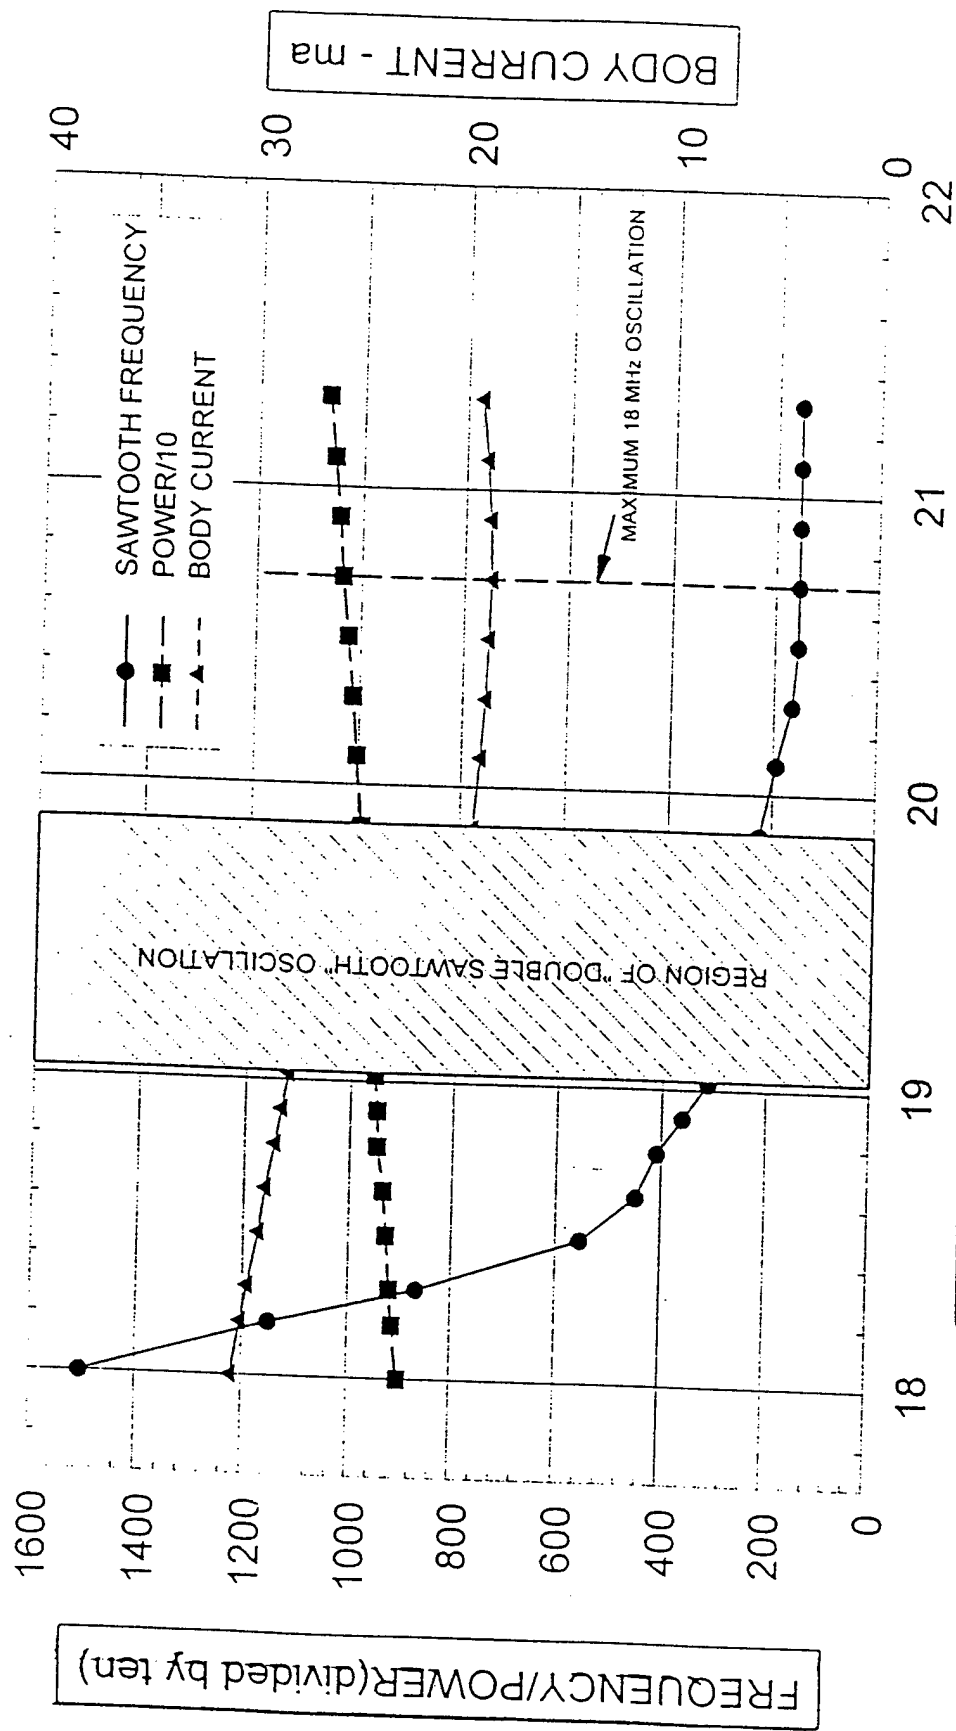 FREQUENCY/POWER(divided by ten)
1600
1200
1000
800
600
400
200
0
SAWTOOTH FREQUENCY
POWER/10
BODY CURRENT
REGION OF "DOUBLE SAWTOOTH" OSCILLATION
MAXIMUM 18 MHz OSCILLATION
18
19
20
21
22
40
30
20
10
0
BODY CURRENT - ma